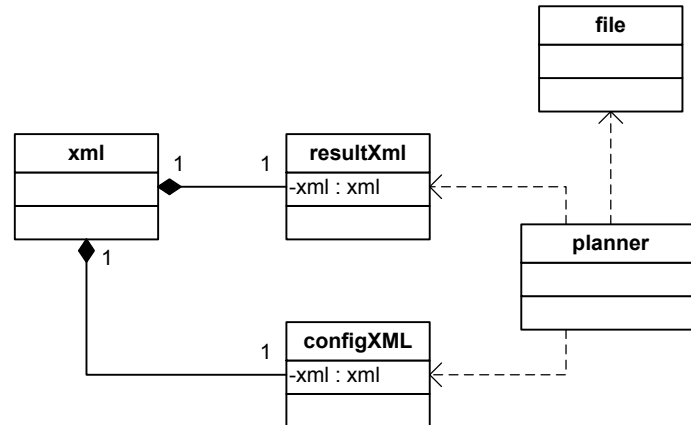 file
xml
1
1
resultXml
-xml : xml
planner
1
1
configXML
-xml : xml